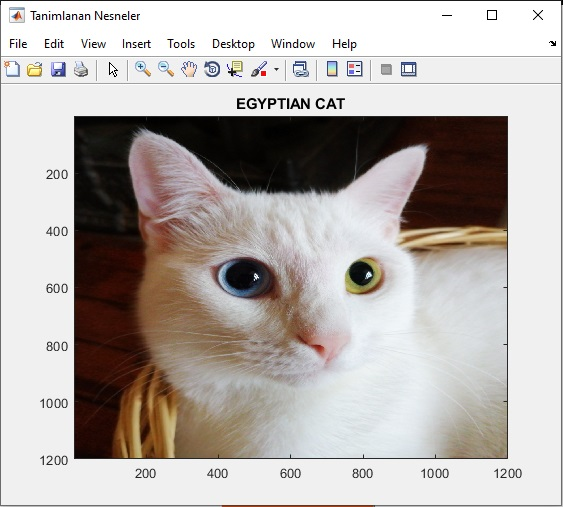 Tanimlanan Nesneler
File Edit View Insert Tools Desktop Window Help
EGYPTIAN CAT
200
400
600
800
1000
1200
200 400 600 800 1000 1200